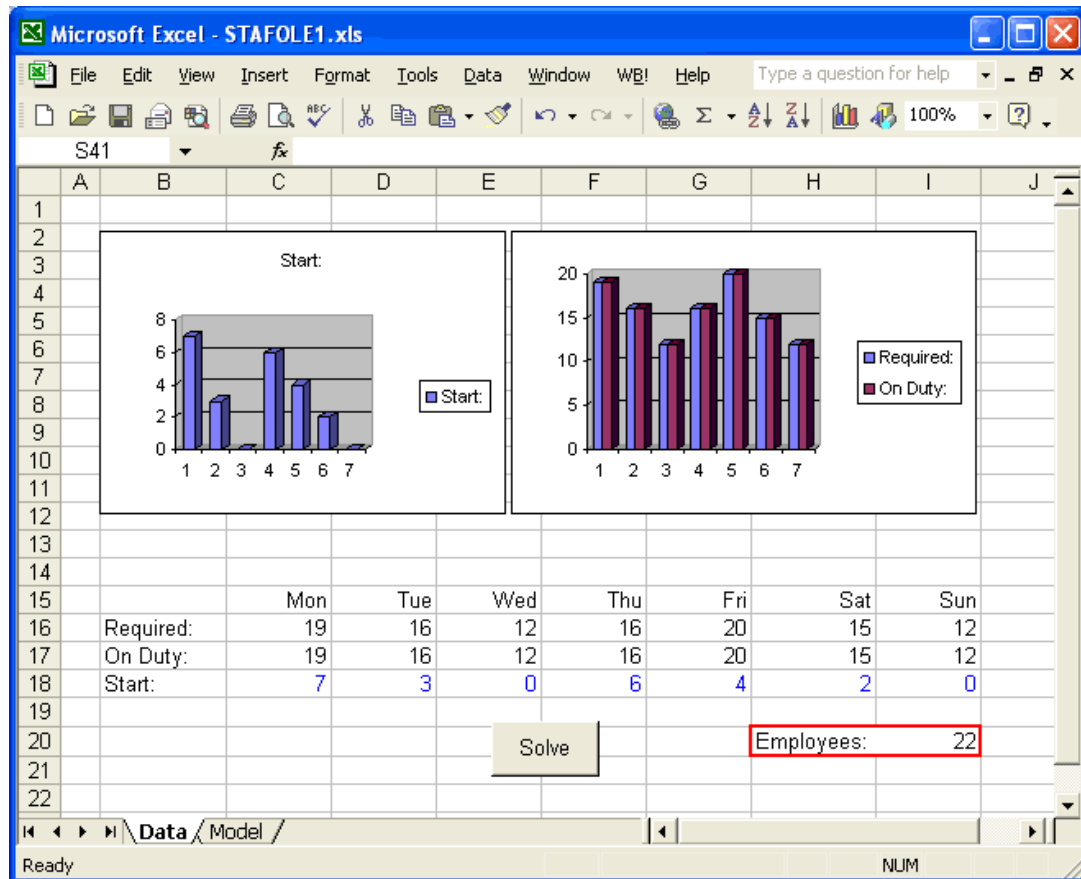 Microsoft Excel - STAFOLE1.xls
File Edit View Insert Format Tools Data Window WB! Help Type a question for help
ABC Σ A Z Z A 100% ?
S41 fx
A B C D E F G H I J
1
2
3 Start:
4
5
6
7
8
9
10
11
12
8
6
4
2
0
1 2 3 4 5 6 7
Start:
20
15
10
5
0
1 2 3 4 5 6 7
Required:
On Duty:
13
14
15 Mon Tue Wed Thu Fri Sat Sun
16 Required: 19 16 12 16 20 15 12
17 On Duty: 19 16 12 16 20 15 12
18 Start: 7 3 0 6 4 2 0
19
20 Solve Employees: 22
21
22
Data Model
Ready NUM